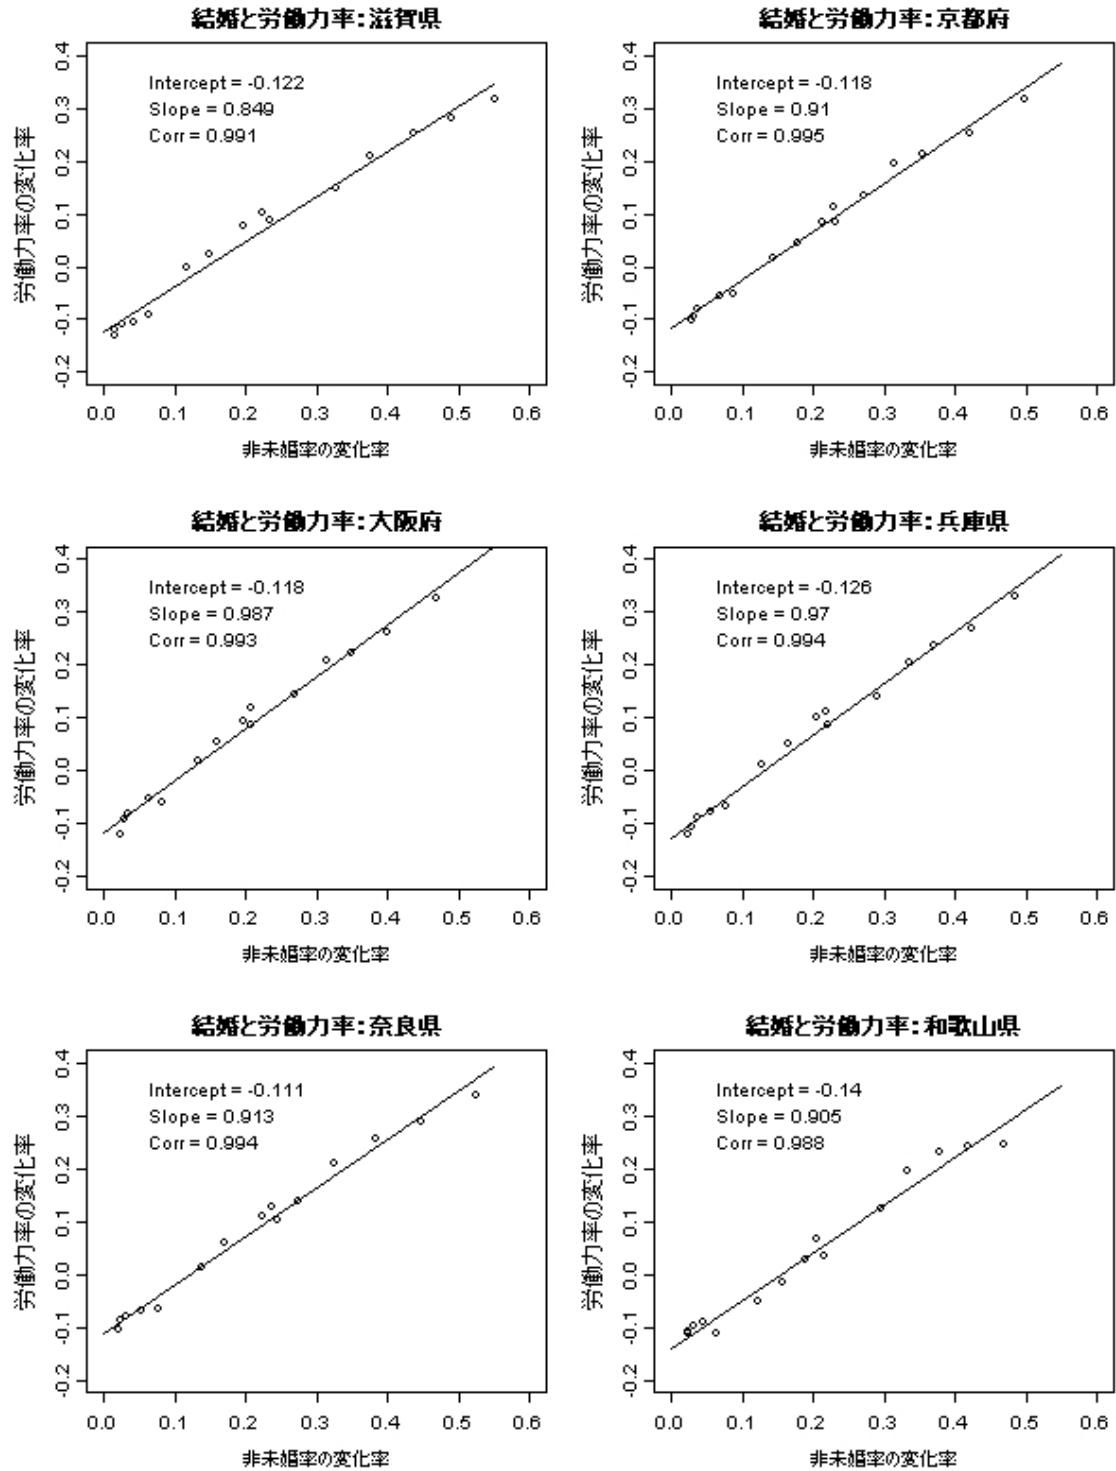 結婚と労働力率:滋賀県
Intercept = -0.122
Slope = 0.849
Corr = 0.991
労働力率の変化率
0.4
0.3
0.2
0.1
0.0
-0.1
-0.2
0.0 0.1 0.2 0.3 0.4 0.5 0.6
非未婚率の変化率
結婚と労働力率:京都府
Intercept = -0.118
Slope = 0.91
Corr = 0.995
労働力率の変化率
0.4
0.3
0.2
0.1
0.0
-0.1
-0.2
0.0 0.1 0.2 0.3 0.4 0.5 0.6
非未婚率の変化率
結婚と労働力率:大阪府
Intercept = -0.118
Slope = 0.987
Corr = 0.993
労働力率の変化率
0.4
0.3
0.2
0.1
0.0
-0.1
-0.2
0.0 0.1 0.2 0.3 0.4 0.5 0.6
非未婚率の変化率
結婚と労働力率:兵庫県
Intercept = -0.126
Slope = 0.97
Corr = 0.994
労働力率の変化率
0.4
0.3
0.2
0.1
0.0
-0.1
-0.2
0.0 0.1 0.2 0.3 0.4 0.5 0.6
非未婚率の変化率
結婚と労働力率:奈良県
Intercept = -0.111
Slope = 0.913
Corr = 0.994
労働力率の変化率
0.4
0.3
0.2
0.1
0.0
-0.1
-0.2
0.0 0.1 0.2 0.3 0.4 0.5 0.6
非未婚率の変化率
結婚と労働力率:和歌山県
Intercept = -0.14
Slope = 0.905
Corr = 0.988
労働力率の変化率
0.4
0.3
0.2
0.1
0.0
-0.1
-0.2
0.0 0.1 0.2 0.3 0.4 0.5 0.6
非未婚率の変化率